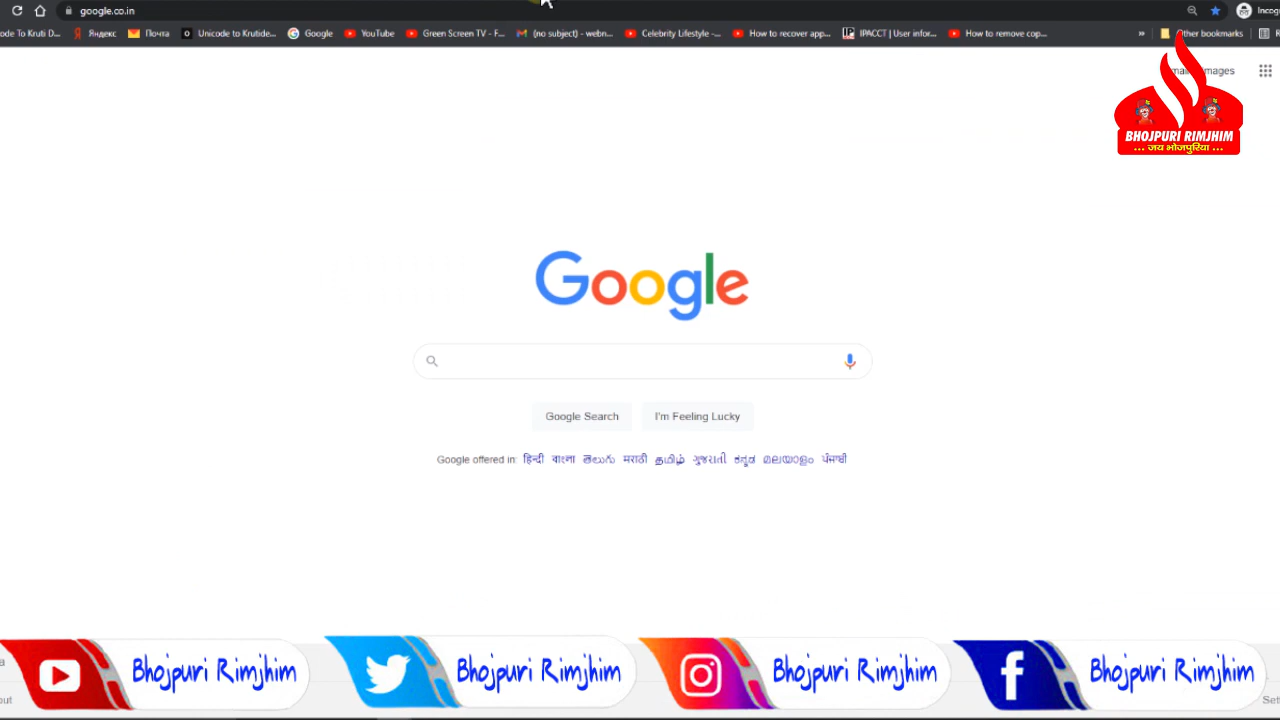 google.co.in Incog
ode To Kruti D... Яндекс Почта Unicode to Krutide... Google YouTube Green Screen TV - F... (no subject) - webn... Celebrity Lifestyle -... How to recover app... IPACCT | User infor... How to remove cop... » Other bookmarks
Images
BHOJPURI RIMJHIM
... जय भोजपुरिया ...
Google
Google Search I'm Feeling Lucky
Google offered in: हिन्दी বাংলা తెలుగు मराठी தமிழ் ગુજરાતી ಕನ್ನಡ മലയാളം ਪੰਜਾਬੀ
Bhojpuri Rimjhim Bhojpuri Rimjhim Bhojpuri Rimjhim Bhojpuri Rimjhim